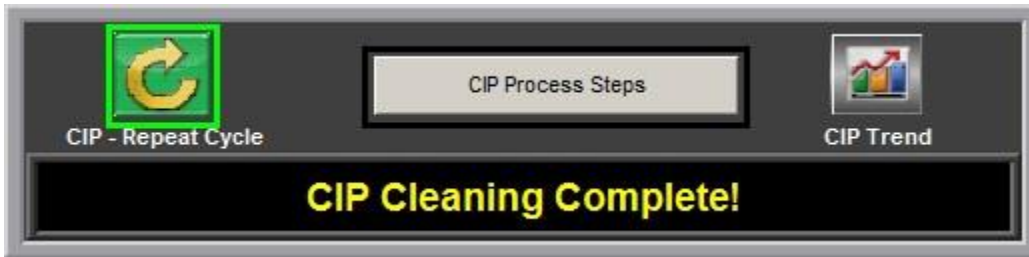 CIP Process Steps
CIP - Repeat Cycle
CIP Trend
CIP Cleaning Complete!